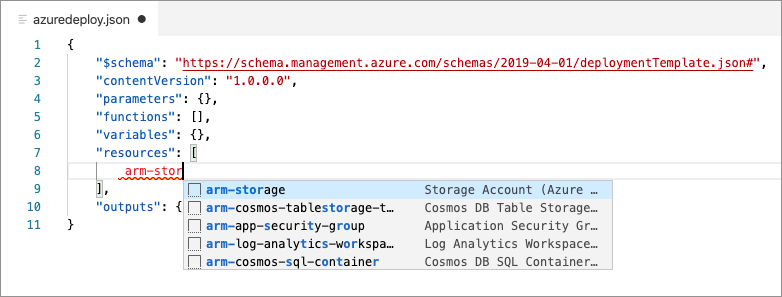 azuredeploy.json
1 {
2 "$schema": "https://schema.management.azure.com/schemas/2019-04-01/deploymentTemplate.json#",
3 "contentVersion": "1.0.0.0",
4 "parameters": {},
5 "functions": [],
6 "variables": {},
7 "resources": [
8 arm-stor
arm-storage Storage Account (Azure …
9 ],
arm-cosmos-tablestorage-t… Cosmos DB Table Storage…
10 "outputs": {
arm-app-security-group Application Security Gr…
11 }
arm-log-analytics-workspa… Log Analytics Workspace…
arm-cosmos-sql-container Cosmos DB SQL Container…